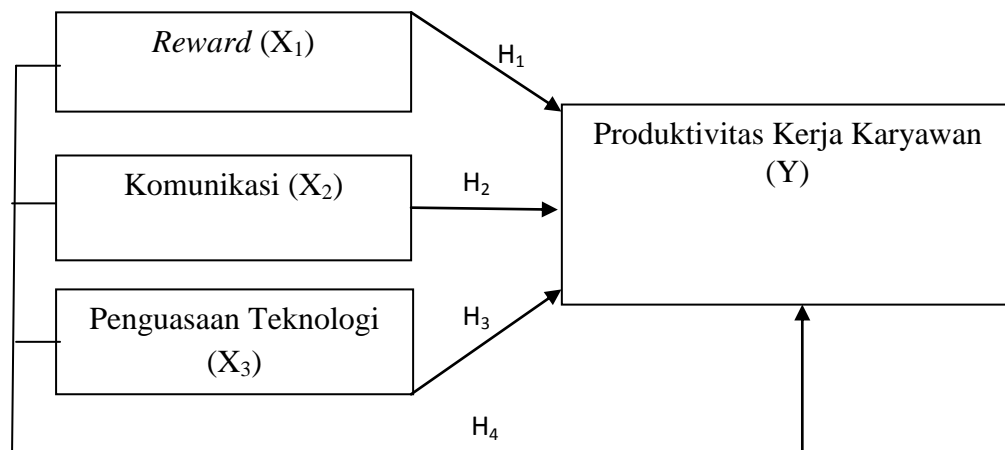 Reward (X₁)
H₁
Produktivitas Kerja Karyawan
(Y)
Komunikasi (X₂)
H₂
Penguasaan Teknologi
(X₃)
H₃
H₄